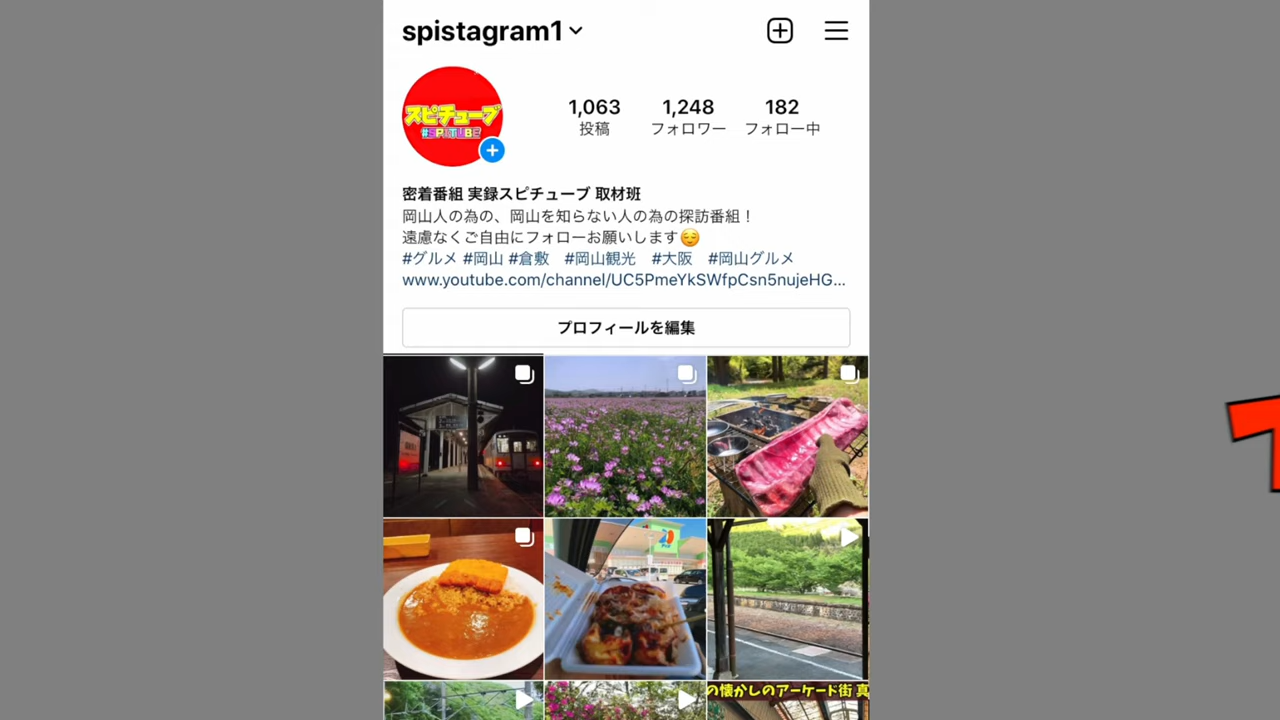 spistagram1
スピチューブ
#SPITUBE
1,063
1,248
182
投稿
フォロワー
フォロー中
密着番組 実録スピチューブ 取材班
岡山人の為の、岡山を知らない人の為の探訪番組！
遠慮なくご自由にフォローお願いします😌
#グルメ #岡山 #倉敷 #岡山観光 #大阪 #岡山グルメ
www.youtube.com/channel/UC5PmeYkSWfpCsn5nujeHG...
プロフィールを編集
の懐かしのアーケード街 真